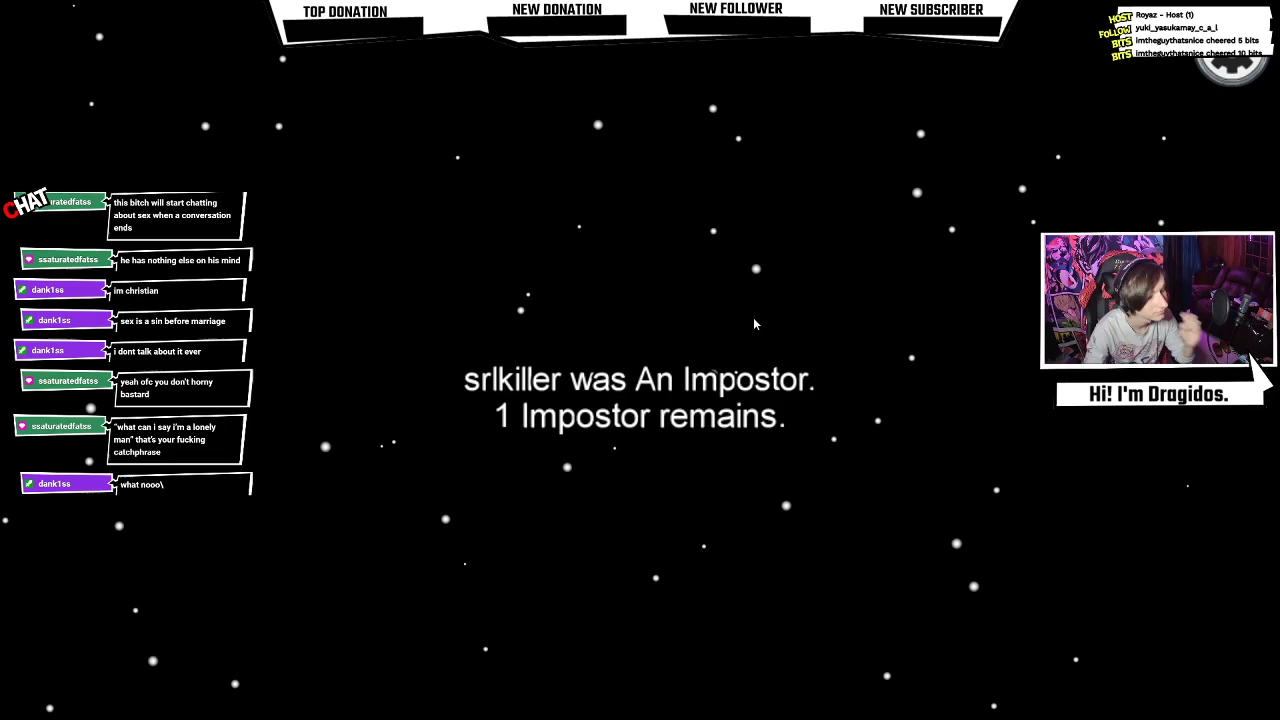 TOP DONATION
NEW DONATION
NEW FOLLOWER
NEW SUBSCRIBER
HOST Royaz - Host (1)
FOLLOW yuki_yasukamay_c_a_l
BITS imtheguythatsnice cheered 5 bits
BITS imtheguythatsnice cheered 10 bits
CHAT
uratedfatss this bitch will start chatting
about sex when a conversation
ends
ssaturatedfatss he has nothing else on his mind
dank1ss im christian
dank1ss sex is a sin before marriage
dank1ss i dont talk about it ever
ssaturatedfatss yeah ofc you don't horny
bastard
ssaturatedfatss “what can i say i’m a lonely
man” that’s your fucking
catchphrase
dank1ss what nooo\
srlkiller was An Impostor.
1 Impostor remains.
Hi! I'm Dragidos.